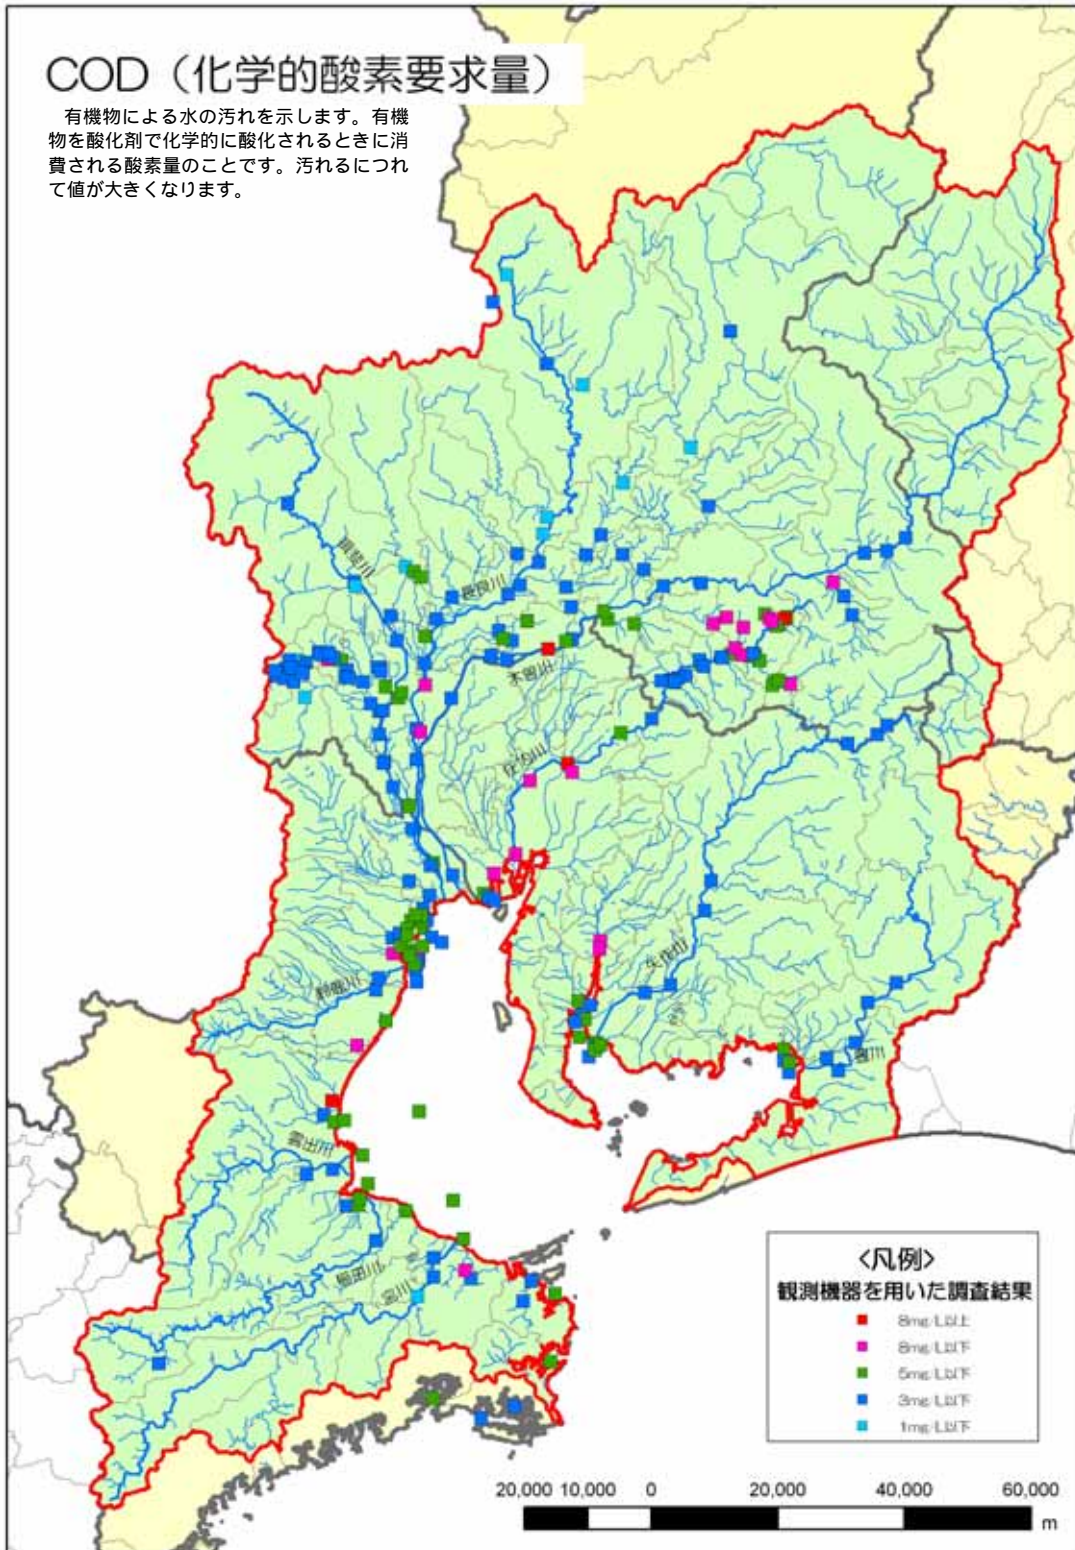 COD（化学的酸素要求量）
有機物による水の汚れを示します。有機
物を酸化剤で化学的に酸化されるときに消
費される酸素量のことです。汚れるにつれ
て値が大きくなります。
揖斐川
長良川
木曽川
庄内川
矢作川
鈴鹿川
豊川
雲出川
櫛田川
宮川
<凡例>
観測機器を用いた調査結果
8mg/L以上
8mg/L以下
5mg/L以下
3mg/L以下
1mg/L以下
20,000 10,000 0 20,000 40,000 60,000
m